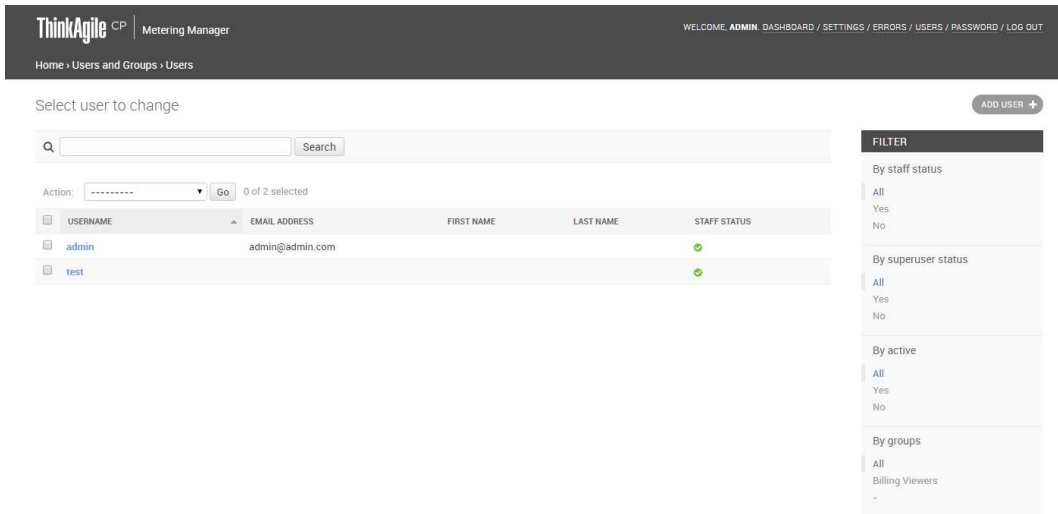 ThinkAgile CP | Metering Manager
WELCOME, ADMIN. DASHBOARD / SETTINGS / ERRORS / USERS / PASSWORD / LOG OUT
Home › Users and Groups › Users
Select user to change
ADD USER +
Search
Action: --------- Go 0 of 2 selected
USERNAME EMAIL ADDRESS FIRST NAME LAST NAME STAFF STATUS
admin admin@admin.com
test
FILTER
By staff status
All
Yes
No
By superuser status
All
Yes
No
By active
All
Yes
No
By groups
All
Billing Viewers
-